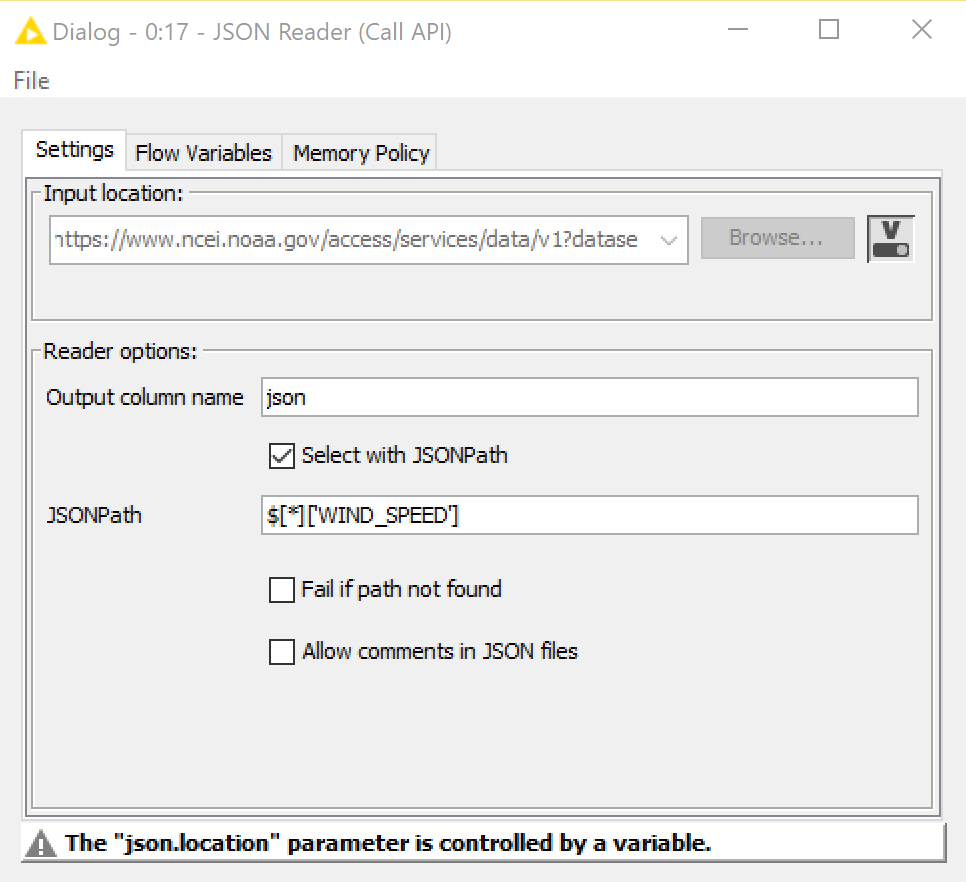 Dialog - 0:17 - JSON Reader (Call API)
File
Settings Flow Variables Memory Policy
Input location:
https://www.ncei.noaa.gov/access/services/data/v1?datase Browse... V
Reader options:
Output column name json
Select with JSONPath
JSONPath $[*]['WIND_SPEED']
Fail if path not found
Allow comments in JSON files
The "json.location" parameter is controlled by a variable.